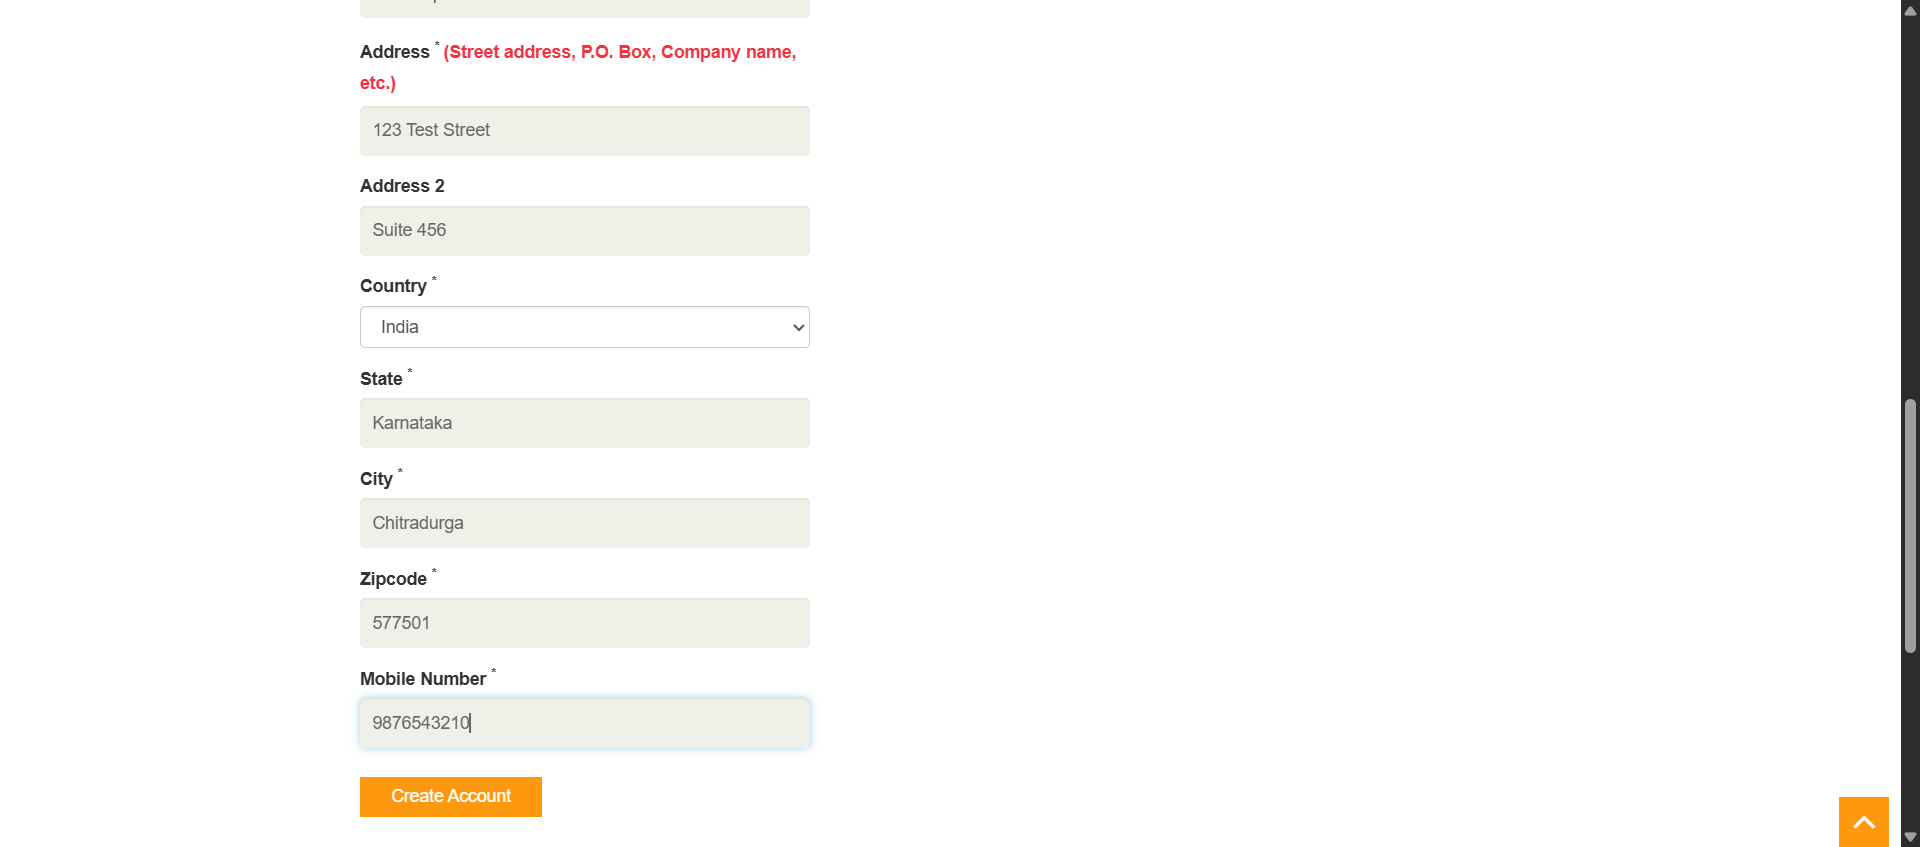 Address * (Street address, P.O. Box, Company name,
etc.)
123 Test Street
Address 2
Suite 456
Country *
India
State *
Karnataka
City *
Chitradurga
Zipcode *
577501
Mobile Number *
9876543210
Create Account